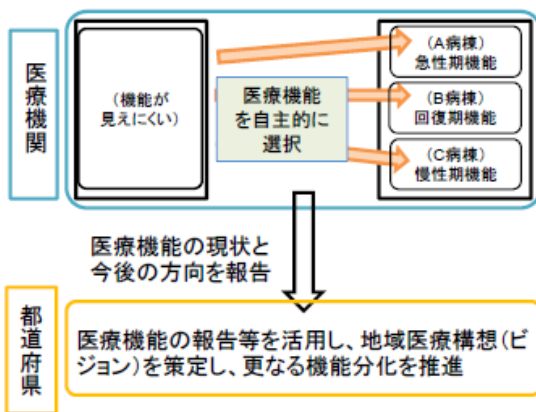 医療機関
(機能が
見えにくい)
医療機能
を自主的に
選択
(A病棟)
急性期機能
(B病棟)
回復期機能
(C病棟)
慢性期機能
医療機能の現状と
今後の方向を報告
都道府県
医療機能の報告等を活用し、地域医療構想(ビ
ジョン)を策定し、更なる機能分化を推進